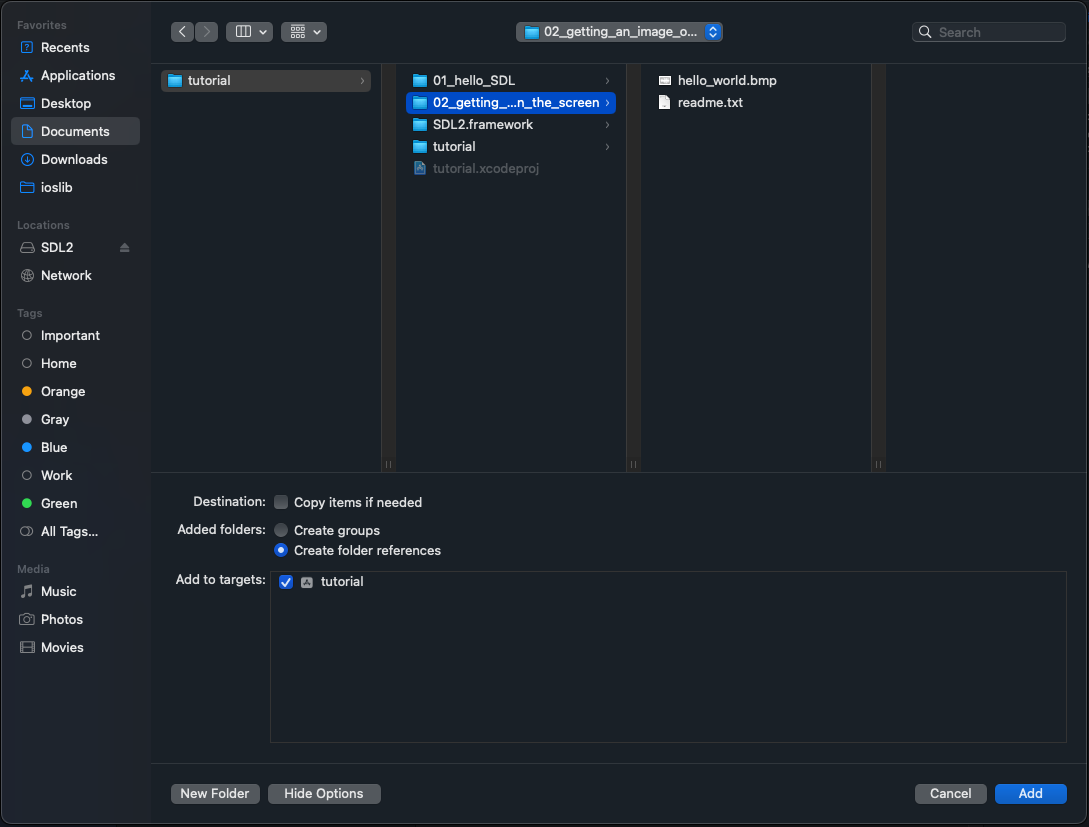 Favorites
Recents
Applications
Desktop
Documents
Downloads
ioslib
Locations
SDL2
Network
Tags
Important
Home
Orange
Gray
Blue
Work
Green
All Tags...
Media
Music
Photos
Movies
02_getting_an_image_o...
Search
tutorial
01_hello_SDL
02_getting_...n_the_screen
SDL2.framework
tutorial
tutorial.xcodeproj
hello_world.bmp
readme.txt
Destination: Copy items if needed
Added folders: Create groups
Create folder references
Add to targets: tutorial
New Folder Hide Options Cancel Add